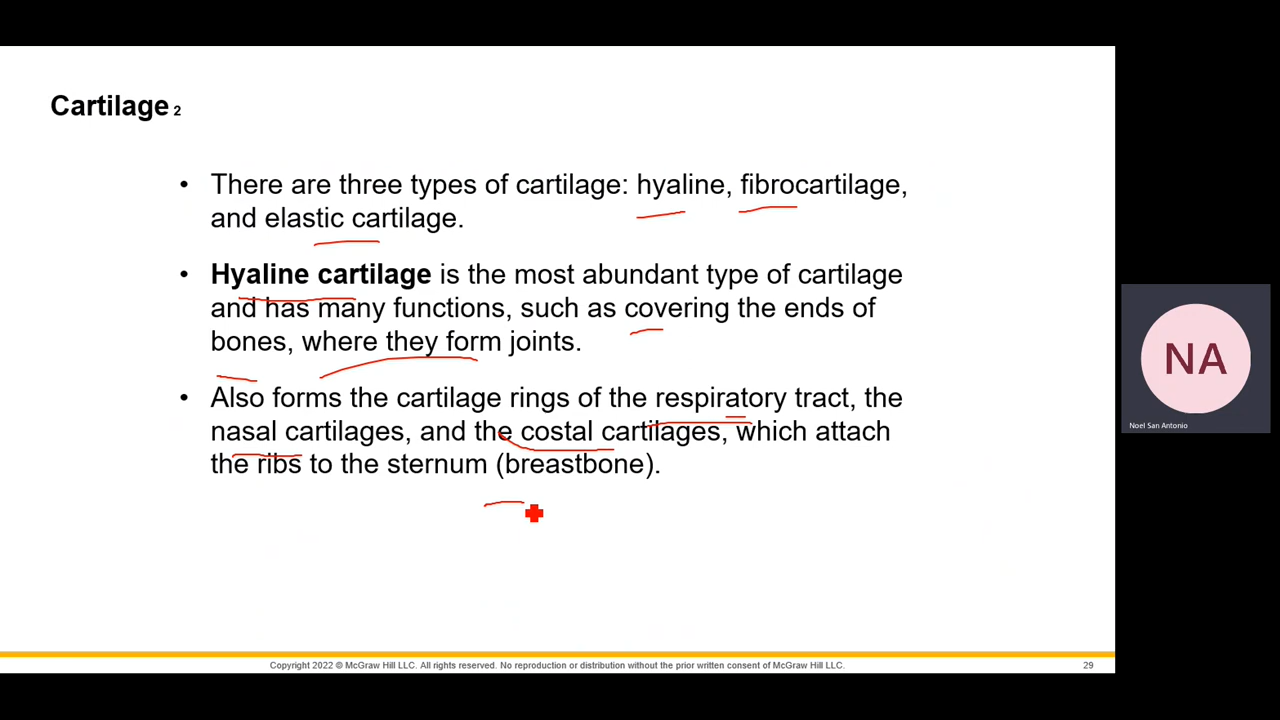 Cartilage 2
• There are three types of cartilage: hyaline, fibrocartilage,
and elastic cartilage.
• Hyaline cartilage is the most abundant type of cartilage
and has many functions, such as covering the ends of
bones, where they form joints.
• Also forms the cartilage rings of the respiratory tract, the
nasal cartilages, and the costal cartilages, which attach
the ribs to the sternum (breastbone).
NA
Noel San Antonio
Copyright 2022 © McGraw Hill LLC. All rights reserved. No reproduction or distribution without the prior written consent of McGraw Hill LLC.
29